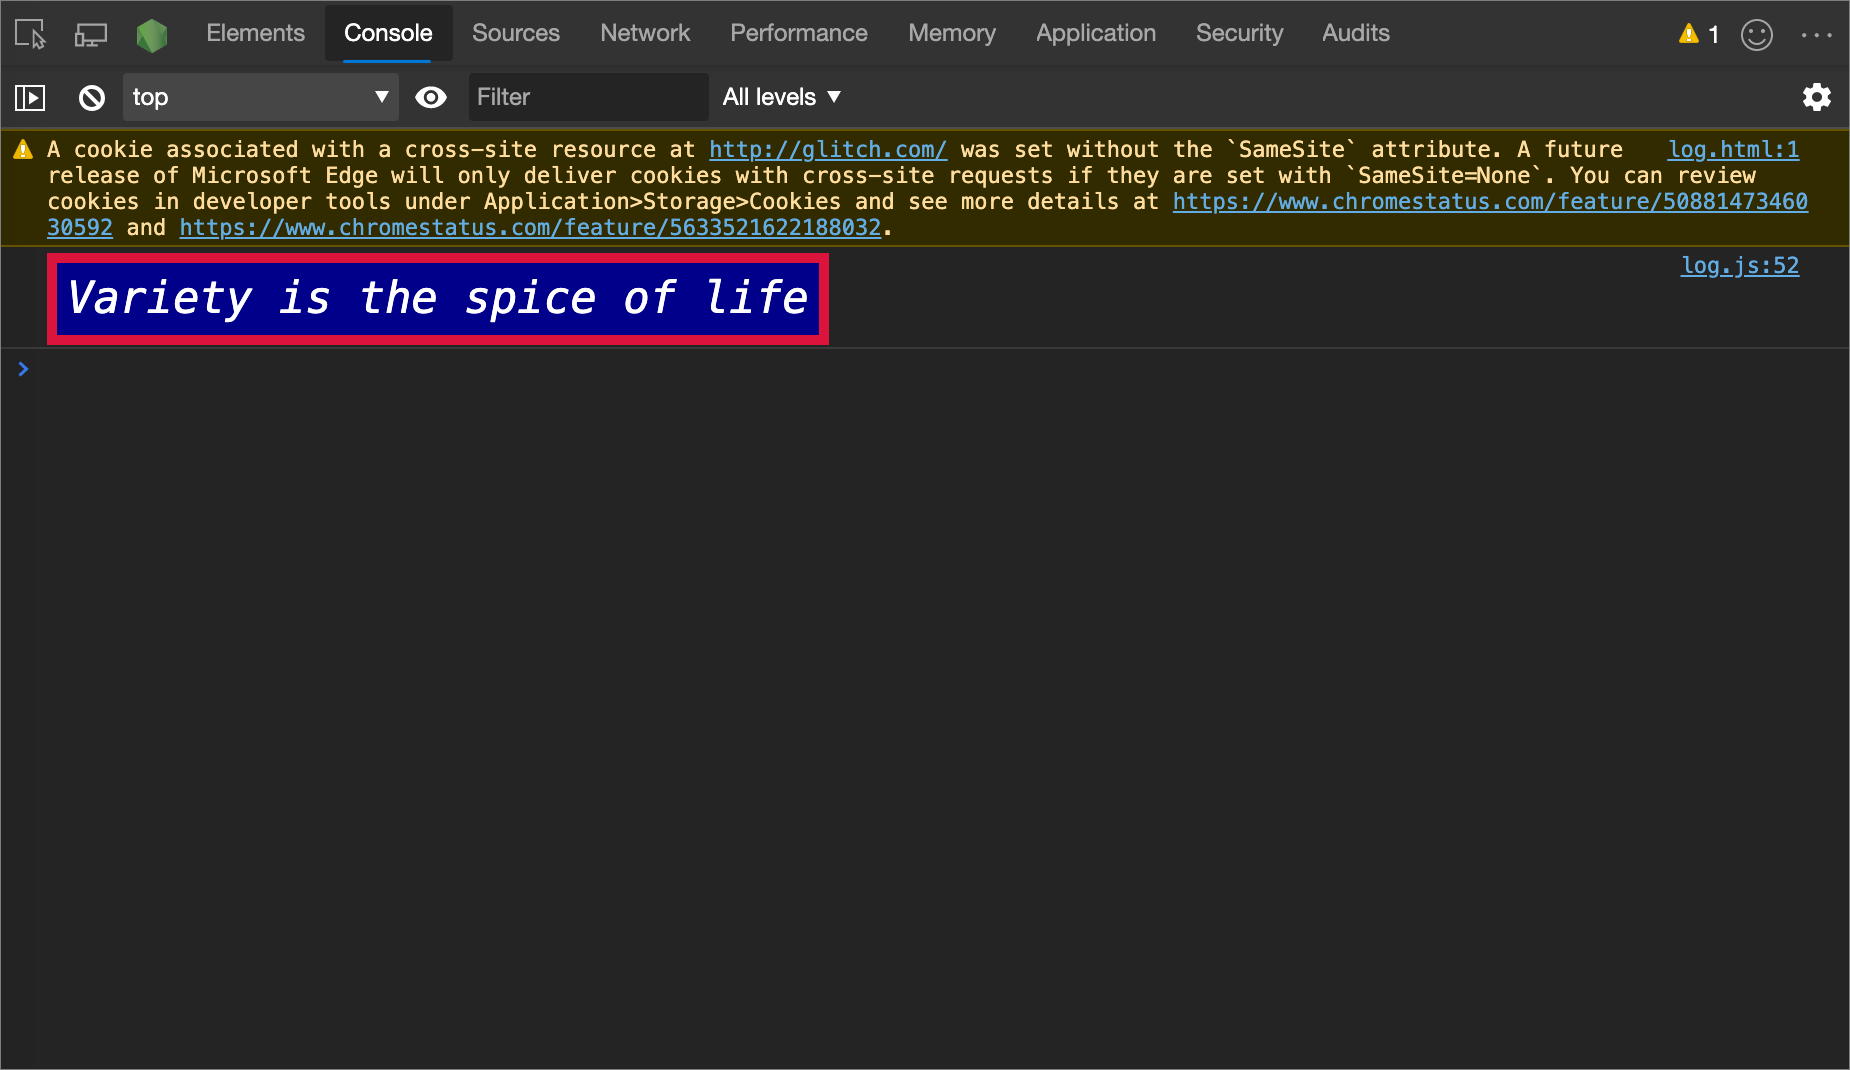 Elements Console Sources Network Performance Memory Application Security Audits 1
top Filter All levels
A cookie associated with a cross-site resource at http://glitch.com/ was set without the `SameSite` attribute. A future log.html:1
release of Microsoft Edge will only deliver cookies with cross-site requests if they are set with `SameSite=None`. You can review
cookies in developer tools under Application>Storage>Cookies and see more details at https://www.chromestatus.com/feature/50881473460
30592 and https://www.chromestatus.com/feature/5633521622188032.
Variety is the spice of life log.js:52